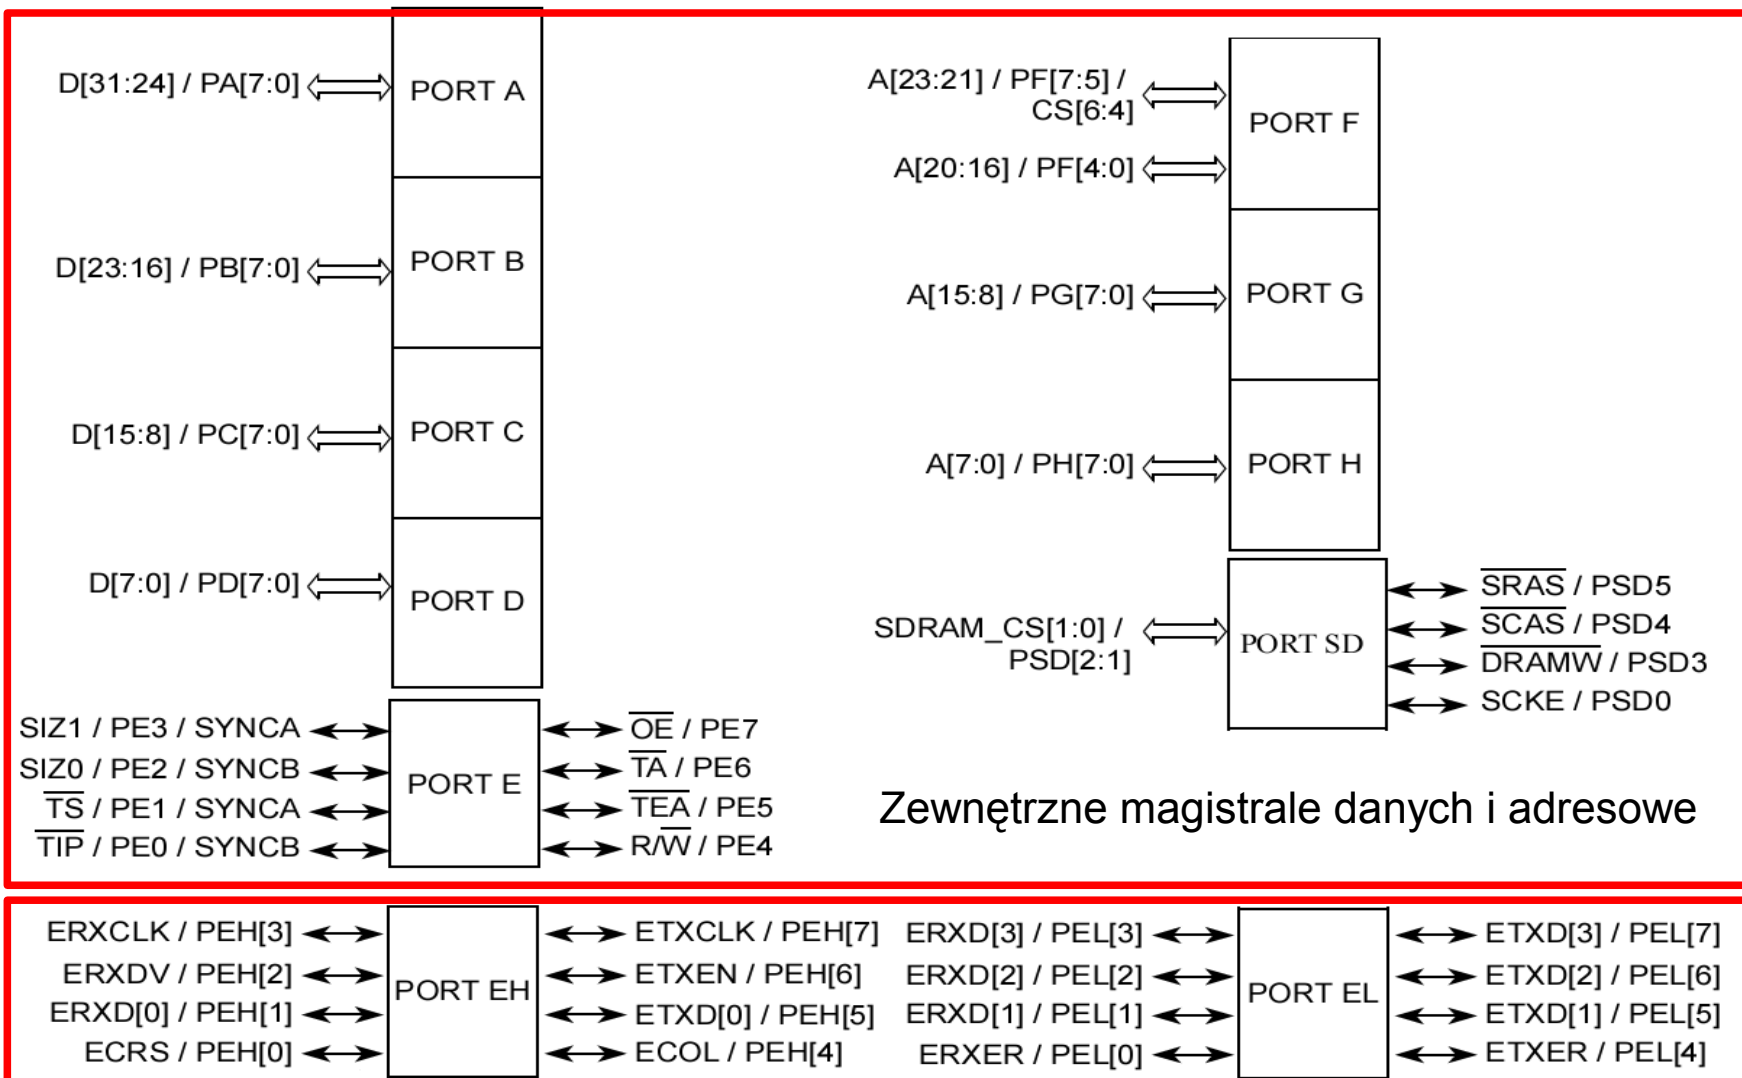 D[31:24] / PA[7:0]
PORT A
D[23:16] / PB[7:0]
PORT B
D[15:8] / PC[7:0]
PORT C
D[7:0] / PD[7:0]
PORT D
SIZ1 / PE3 / SYNCA
SIZ0 / PE2 / SYNCB
TS / PE1 / SYNCA
TIP / PE0 / SYNCB
PORT E
OE / PE7
TA / PE6
TEA / PE5
R/W / PE4
A[23:21] / PF[7:5] /
CS[6:4]
A[20:16] / PF[4:0]
PORT F
A[15:8] / PG[7:0]
PORT G
A[7:0] / PH[7:0]
PORT H
SDRAM_CS[1:0] /
PSD[2:1]
PORT SD
SRAS / PSD5
SCAS / PSD4
DRAMW / PSD3
SCKE / PSD0
Zewnętrzne magistrale danych i adresowe
ERXCLK / PEH[3]
ERXDV / PEH[2]
ERXD[0] / PEH[1]
ECRS / PEH[0]
PORT EH
ETXCLK / PEH[7]
ETXEN / PEH[6]
ETXD[0] / PEH[5]
ECOL / PEH[4]
ERXD[3] / PEL[3]
ERXD[2] / PEL[2]
ERXD[1] / PEL[1]
ERXER / PEL[0]
PORT EL
ETXD[3] / PEL[7]
ETXD[2] / PEL[6]
ETXD[1] / PEL[5]
ETXER / PEL[4]